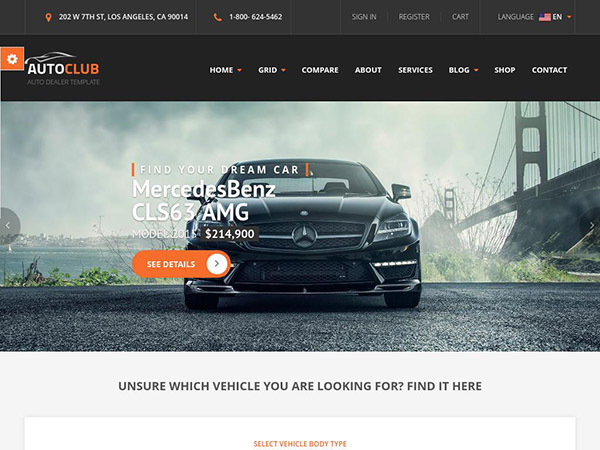 202 W 7TH ST, LOS ANGELES, CA 90014
1-800- 624-5462
SIGN IN
REGISTER
CART
LANGUAGE EN
AUTOCLUB
AUTO DEALER TEMPLATE
HOME GRID COMPARE ABOUT SERVICES BLOG SHOP CONTACT
FIND YOUR DREAM CAR
MercedesBenz
CLS63 AMG
MODEL 2015 $214,900
SEE DETAILS
UNSURE WHICH VEHICLE YOU ARE LOOKING FOR? FIND IT HERE
SELECT VEHICLE BODY TYPE